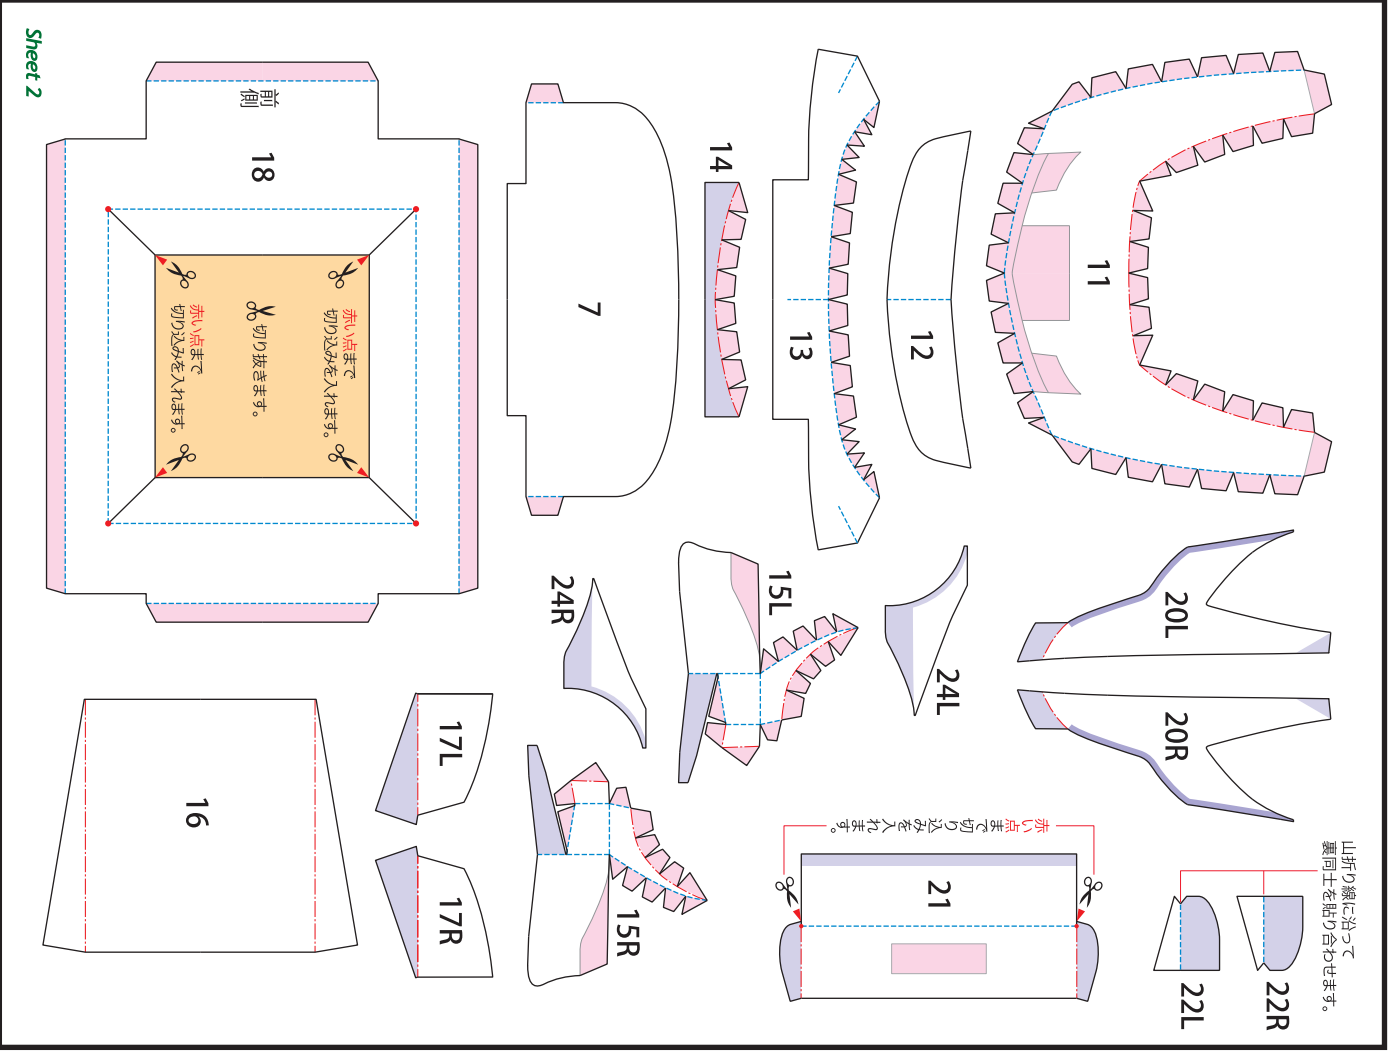 Sheet 2
11
12
13
14
7
前側
18
赤い点まで
切り込みを入れます。
切り抜きます。
赤い点まで
切り込みを入れます。
20L
20R
24L
15L
24R
15R
17L
17R
16
赤い点まで切り込みを入れます。
21
山折り線に沿って
裏同士を貼り合わせます。
22R
22L